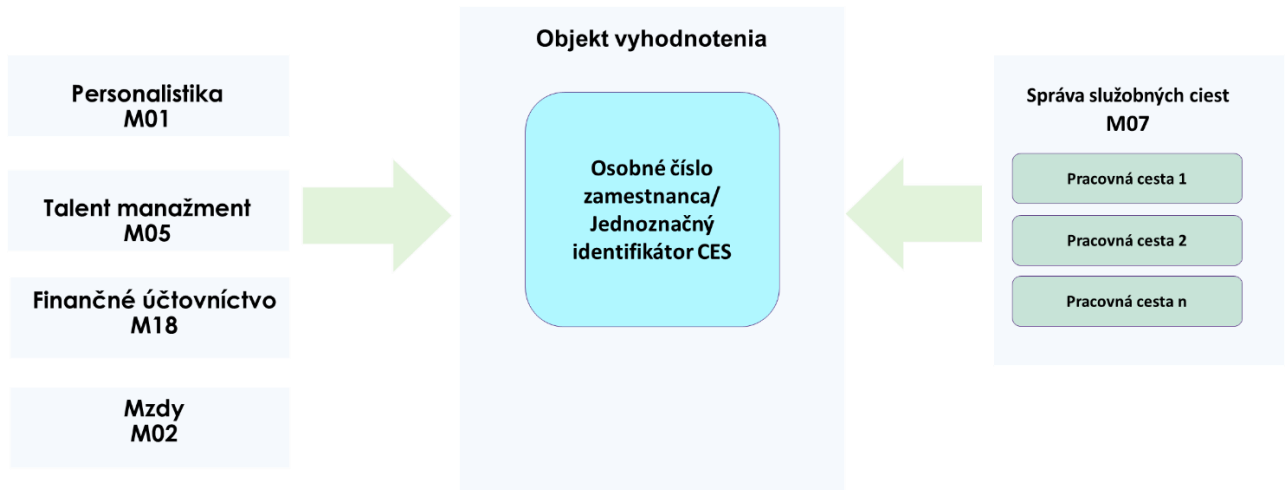 Personalistika
M01
Talent manažment
M05
Finančné účtovníctvo
M18
Mzdy
M02
Objekt vyhodnotenia
Osobné číslo
zamestnanca/
Jednoznačný
identifikátor CES
Správa služobných ciest
M07
Pracovná cesta 1
Pracovná cesta 2
Pracovná cesta n